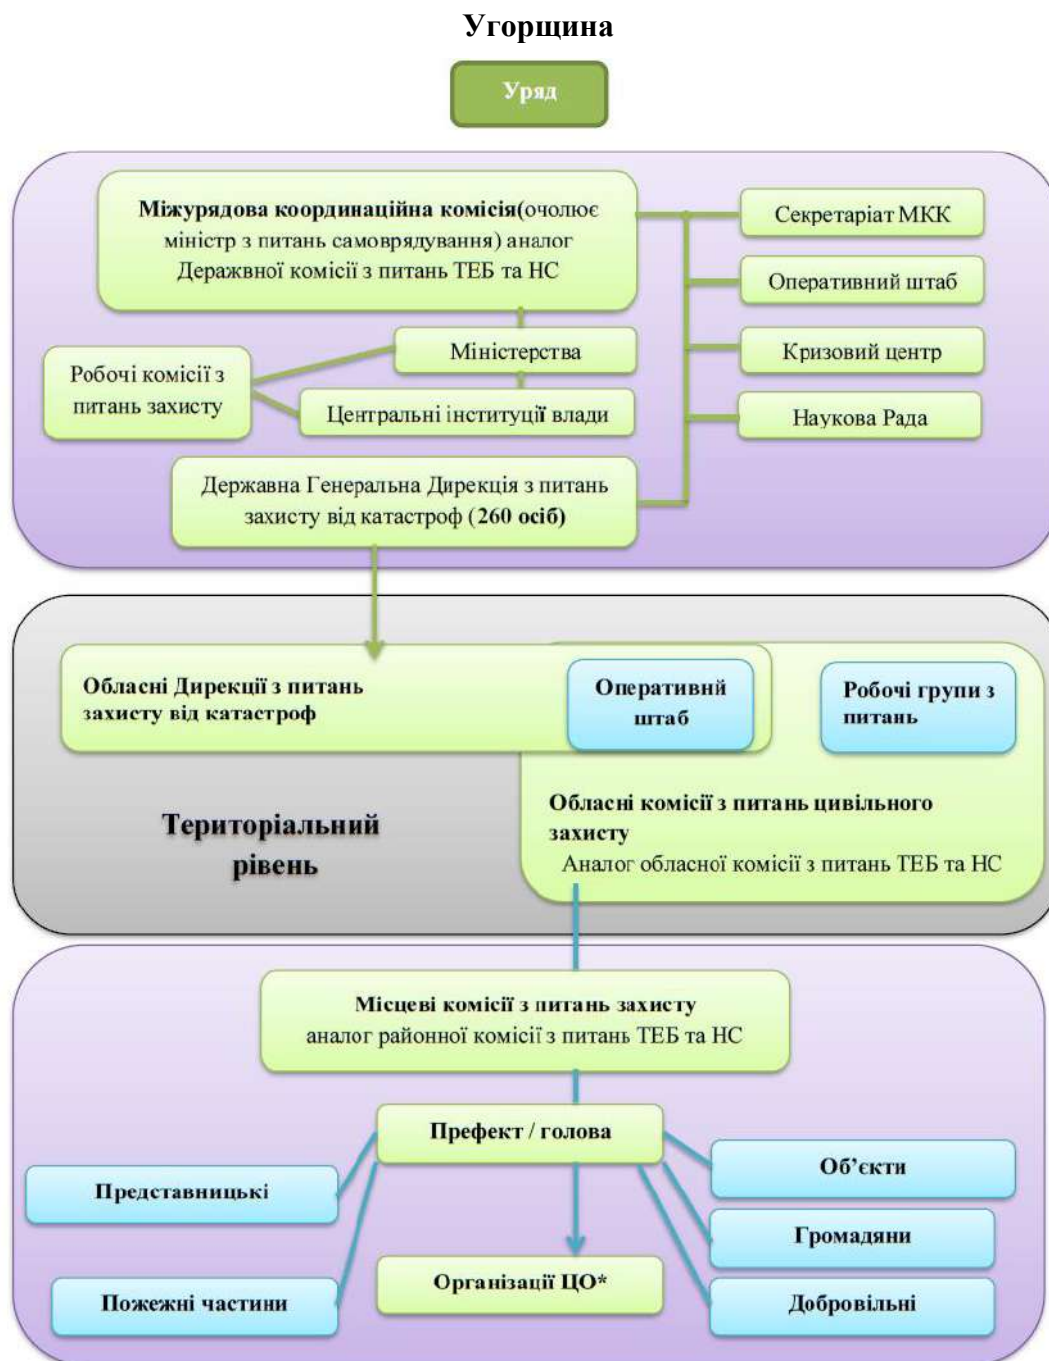 Угорщина
Уряд
Міжурядова координаційна комісія(очолює
міністр з питань самоврядування) аналог
Деражвної комісії з питань ТЕБ та НС
Секретаріат МКК
Оперативний штаб
Міністерства
Кризовий центр
Робочі комісії з
питань захисту
Центральні інституції влади
Наукова Рада
Державна Генеральна Дирекція з питань
захисту від катастроф (260 осіб)
Обласні Дирекції з питань
захисту від катастроф
Оперативнй
штаб
Робочі групи з
питань
Територіальний
рівень
Обласні комісії з питань цивільного
захисту
Аналог обласної комісії з питань ТЕБ та НС
Місцеві комісії з питань захисту
аналог районної комісії з питань ТЕБ та НС
Префект / голова
Представницькі
Об’єкти
Громадяни
Пожежні частини
Організації ЦО*
Добровільні